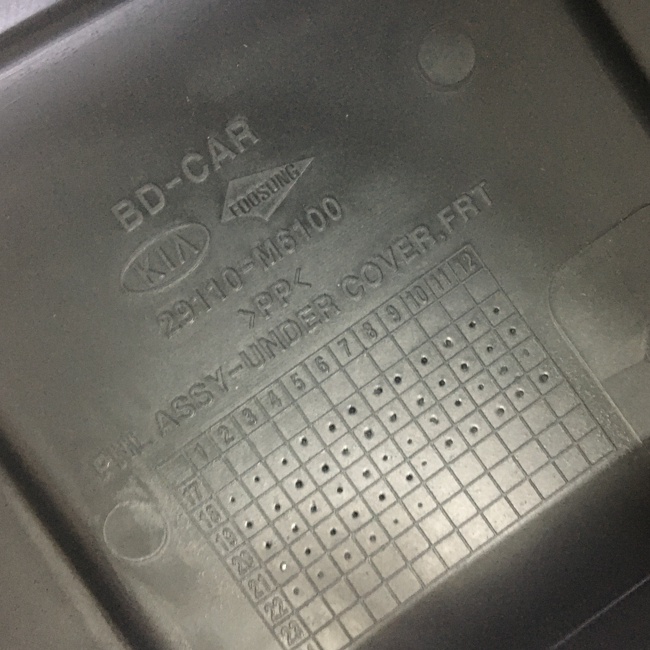 BD-CAR
KIA FOOSUNG
29110-M6100
>PP<
PNL ASSY-UNDER COVER,FRT
1 2 3 4 5 6 7 8 9 10 11 12
17
18
19
20
21
22
23